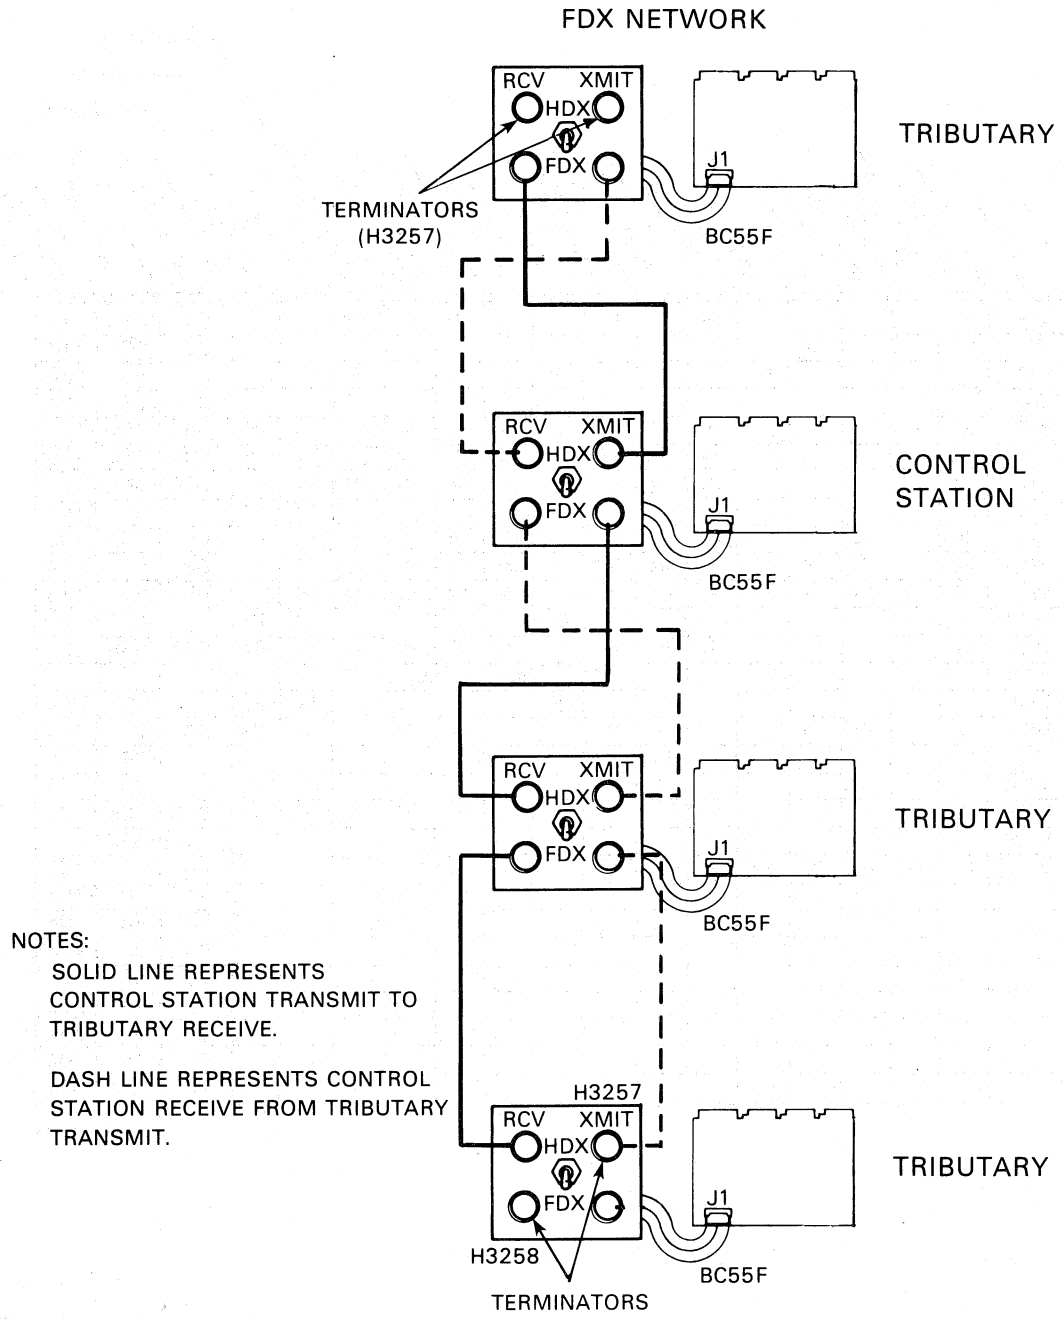 FDX NETWORK
RCV XMIT
HDX
FDX
J1
TRIBUTARY
TERMINATORS
(H3257)
BC55F
RCV XMIT
HDX
FDX
J1
CONTROL
STATION
BC55F
RCV XMIT
HDX
FDX
J1
TRIBUTARY
BC55F
NOTES:
SOLID LINE REPRESENTS
CONTROL STATION TRANSMIT TO
TRIBUTARY RECEIVE.
DASH LINE REPRESENTS CONTROL
STATION RECEIVE FROM TRIBUTARY
TRANSMIT.
H3257
RCV XMIT
HDX
FDX
J1
TRIBUTARY
H3258
BC55F
TERMINATORS